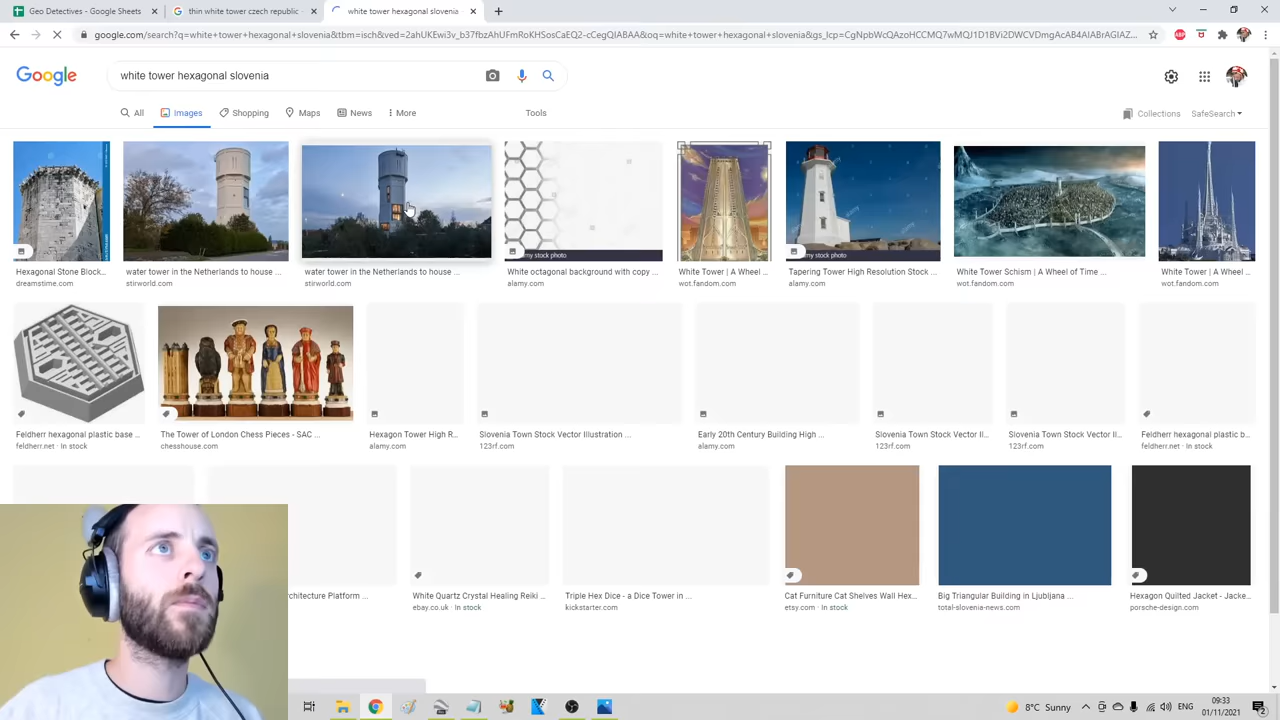 Geo Detectives - Google Sheets
thin white tower czech republic -
white tower hexagonal slovenia
google.com/search?q=white+tower+hexagonal+slovenia&tbm=isch&ved=2ahUKEwi3v_b37fbzAhUFmRoKHSosCaEQ2-cCegQIABAA&oq=white+tower+hexagonal+slovenia&gs_lcp=CgNpbWcQAzoHCCMQ7wMQJ1D1BVi2DWCVDmgAcAB4AIABrAGIAZ...
Google
white tower hexagonal slovenia
All
Images
Shopping
Maps
News
More
Tools
Collections
SafeSearch
alamy stock photo
alamy stock photo
Hexagonal Stone Block...
water tower in the Netherlands to house ...
water tower in the Netherlands to house ...
White octagonal background with copy ...
White Tower | A Wheel ...
Tapering Tower High Resolution Stock ...
White Tower Schism | A Wheel of Time ...
White Tower | A Wheel ...
dreamstime.com
stirworld.com
stirworld.com
alamy.com
wot.fandom.com
alamy.com
wot.fandom.com
wot.fandom.com
Feldherr hexagonal plastic base ...
The Tower of London Chess Pieces - SAC ...
Hexagon Tower High R...
Slovenia Town Stock Vector Illustration ...
Early 20th Century Building High ...
Slovenia Town Stock Vector Il...
Slovenia Town Stock Vector Il...
Feldherr hexagonal plastic b...
feldherr.net · In stock
chesshouse.com
alamy.com
123rf.com
alamy.com
123rf.com
123rf.com
feldherr.net · In stock
rchitecture Platform ...
White Quartz Crystal Healing Reiki ...
Triple Hex Dice - a Dice Tower in ...
Cat Furniture Cat Shelves Wall Hex...
Big Triangular Building in Ljubljana ...
Hexagon Quilted Jacket - Jacke...
ebay.co.uk · In stock
kickstarter.com
etsy.com · In stock
total-slovenia-news.com
porsche-design.com
8°C Sunny
ENG
09:33
01/11/2021